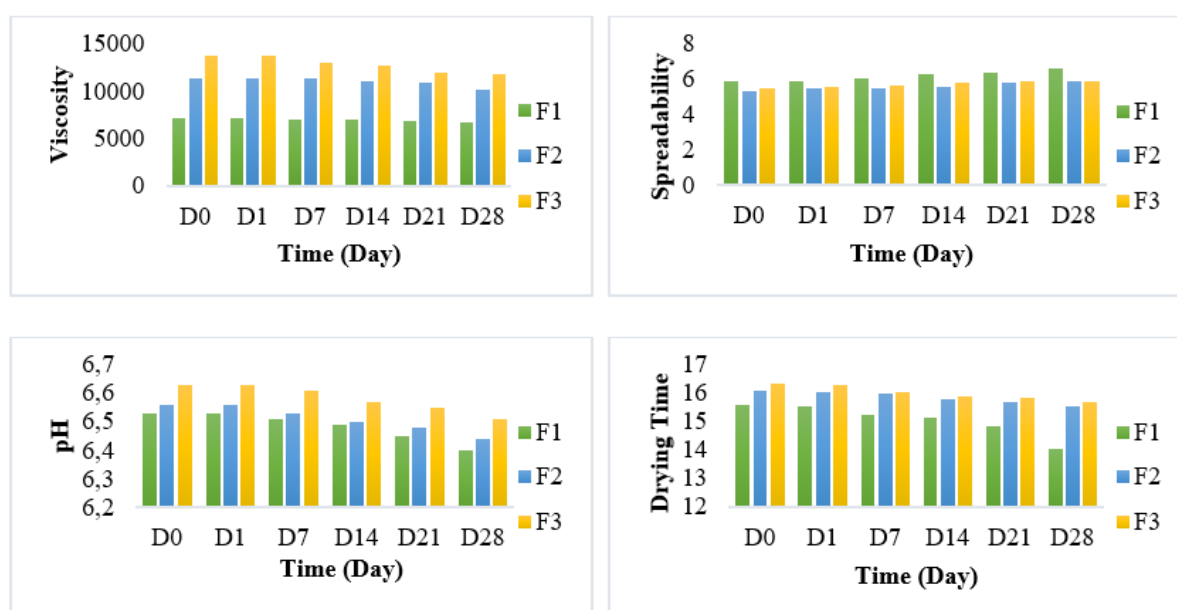 Viscosity
15000
10000
5000
0
D0 D1 D7 D14 D21 D28
Time (Day)
F1
F2
F3
Spreadability
8
6
4
2
0
D0 D1 D7 D14 D21 D28
Time (Day)
F1
F2
F3
pH
6,7
6,6
6,5
6,4
6,3
6,2
D0 D1 D7 D14 D21 D28
Time (Day)
F1
F2
F3
Drying Time
17
16
15
14
13
12
D0 D1 D7 D14 D21 D28
Time (Day)
F1
F2
F3